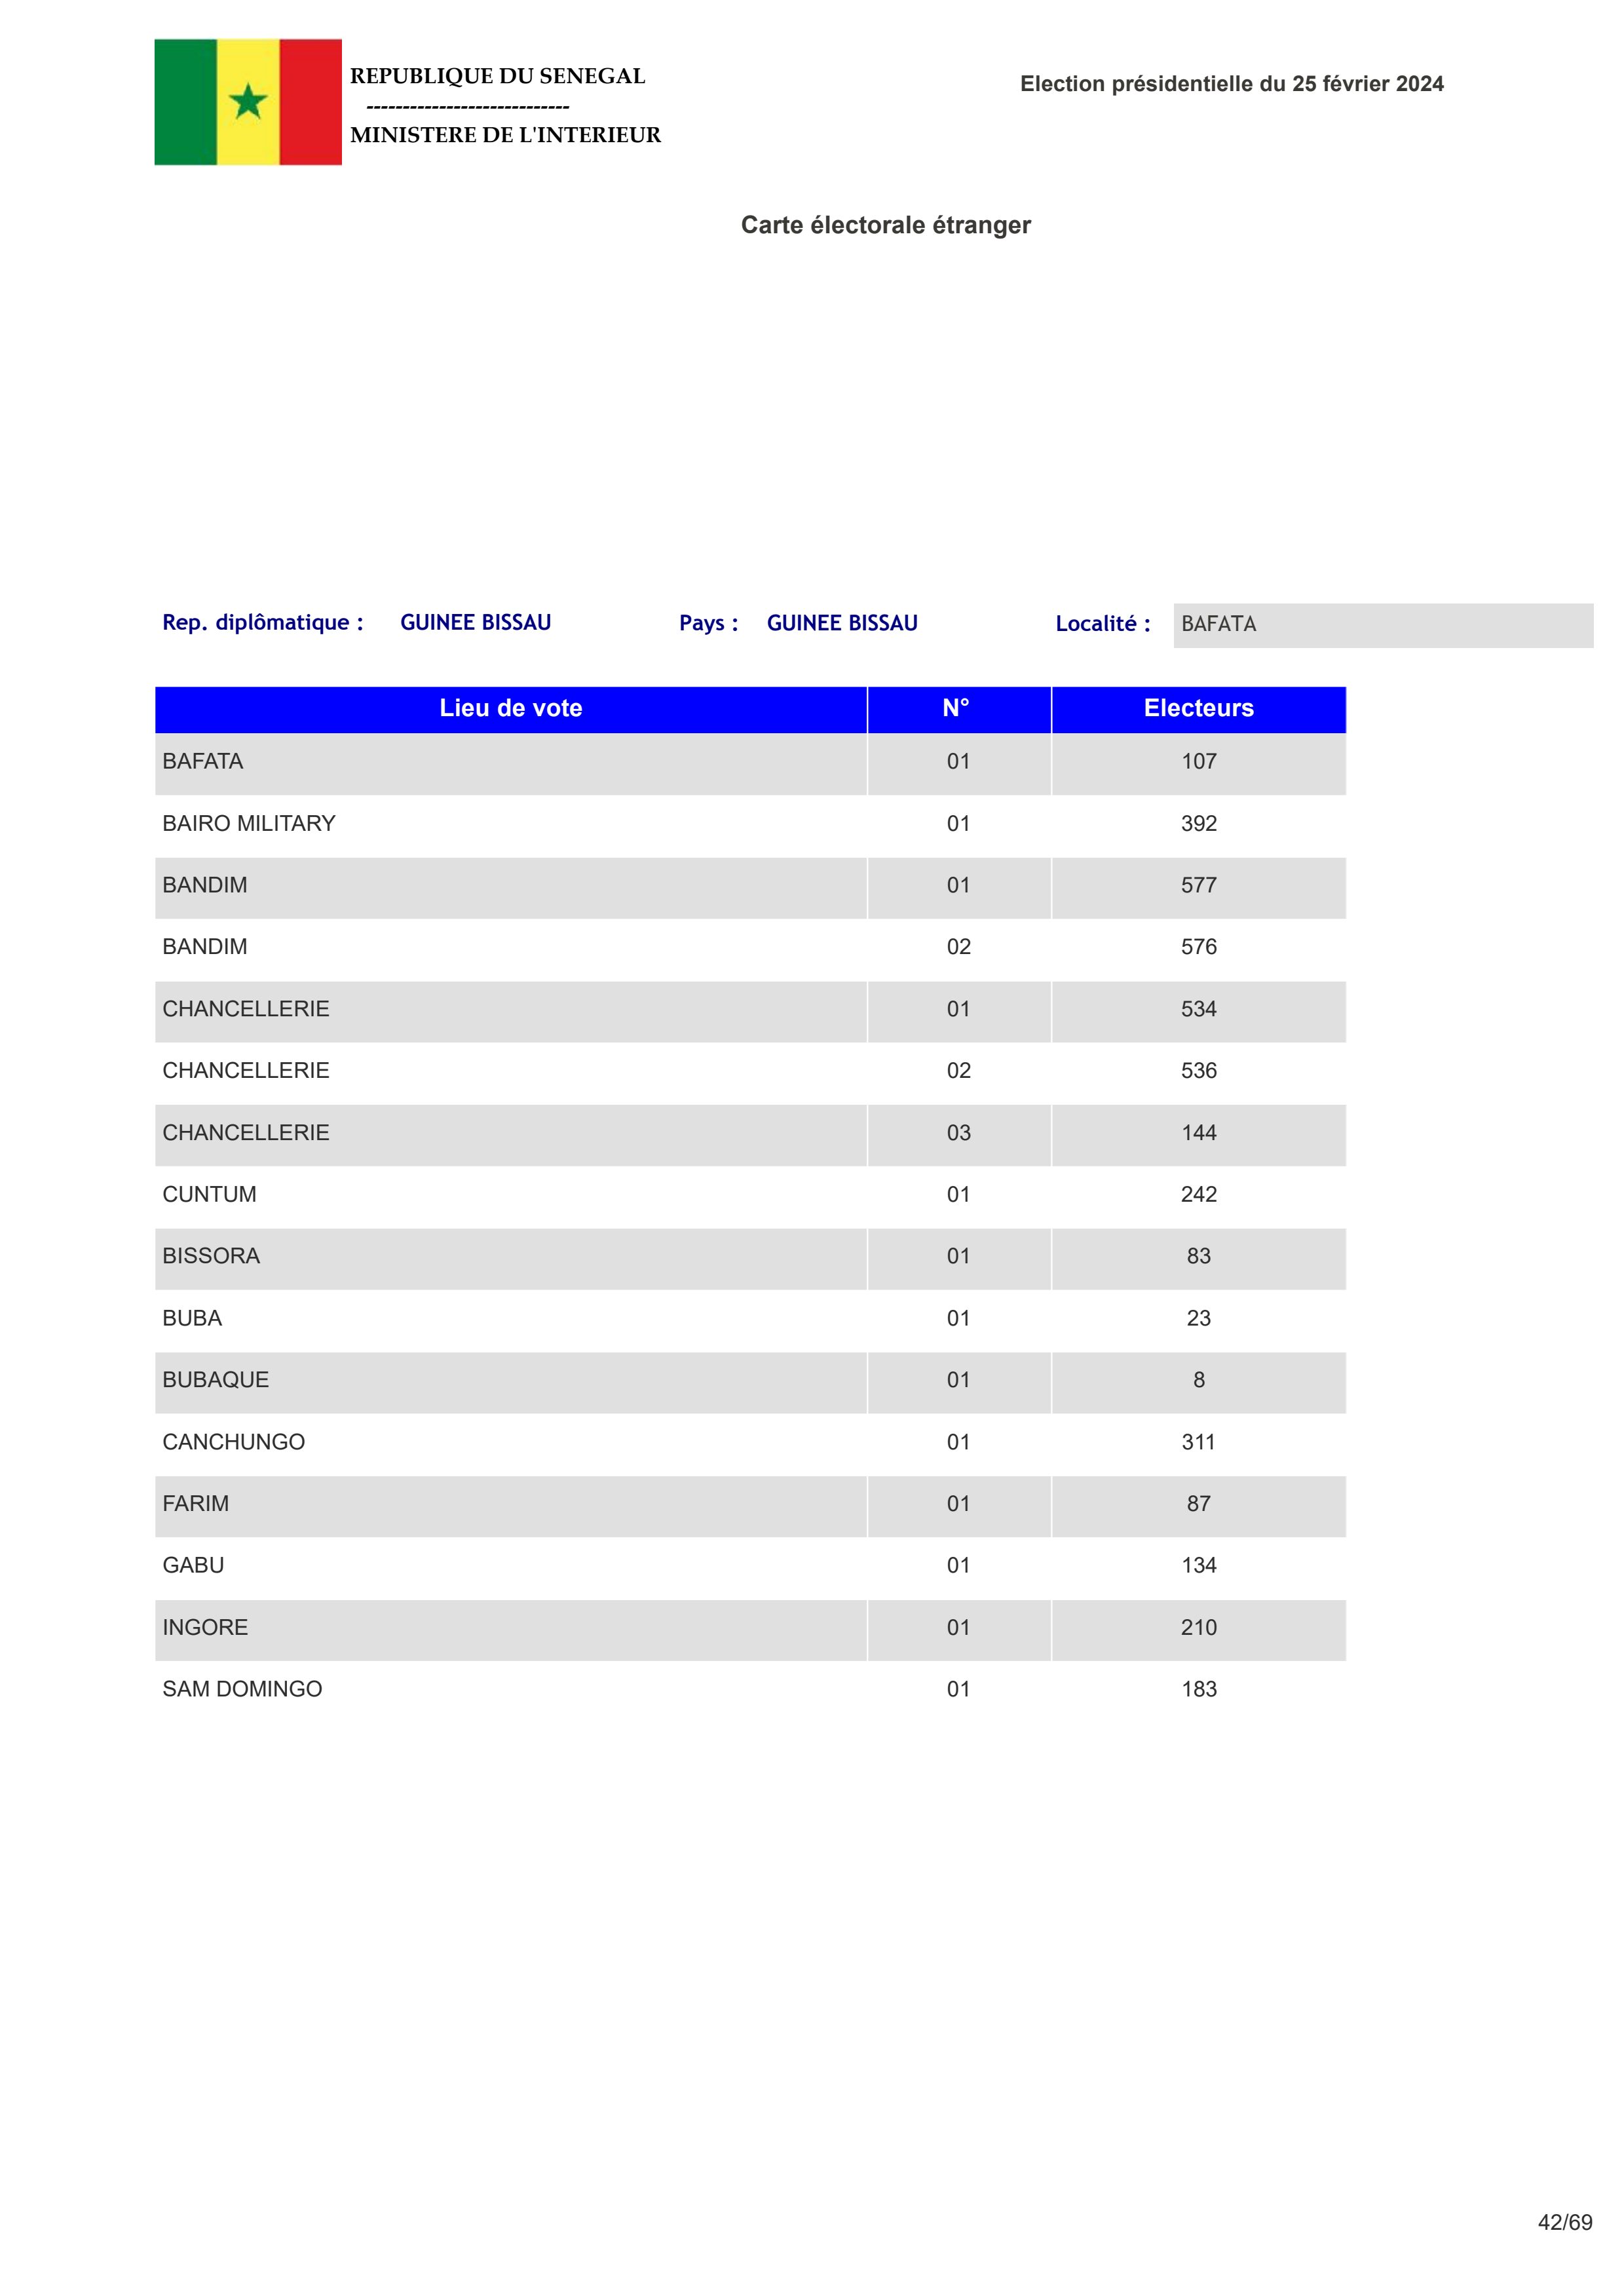 REPUBLIQUE DU SENEGAL
----------------------------
MINISTERE DE L'INTERIEUR
Election présidentielle du 25 février 2024
Carte électorale étranger
Rep. diplômatique : GUINEE BISSAU Pays : GUINEE BISSAU Localité : BAFATA
Lieu de vote N° Electeurs
BAFATA 01 107
BAIRO MILITARY 01 392
BANDIM 01 577
BANDIM 02 576
CHANCELLERIE 01 534
CHANCELLERIE 02 536
CHANCELLERIE 03 144
CUNTUM 01 242
BISSORA 01 83
BUBA 01 23
BUBAQUE 01 8
CANCHUNGO 01 311
FARIM 01 87
GABU 01 134
INGORE 01 210
SAM DOMINGO 01 183
42/69